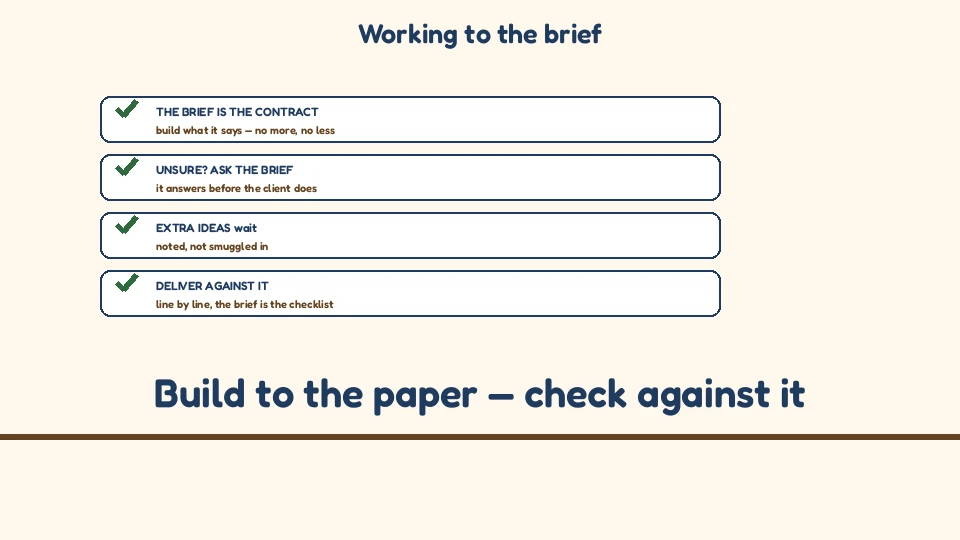 Working to the brief
THE BRIEF IS THE CONTRACT
build what it says — no more, no less
UNSURE? ASK THE BRIEF
it answers before the client does
EXTRA IDEAS wait
noted, not smuggled in
DELIVER AGAINST IT
line by line, the brief is the checklist
Build to the paper — check against it